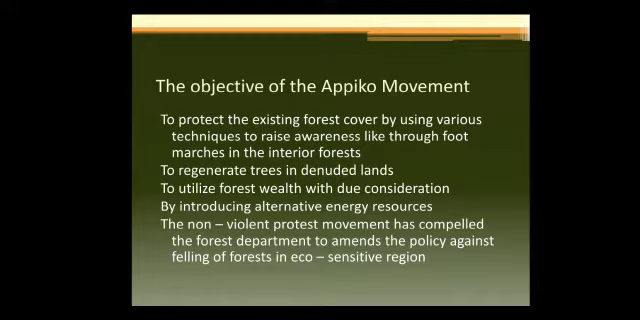 The objective of the Appiko Movement
To protect the existing forest cover by using various
techniques to raise awareness like through foot
marches in the interior forests
To regenerate trees in denuded lands
To utilize forest wealth with due consideration
By introducing alternative energy resources
The non – violent protest movement has compelled
the forest department to amends the policy against
felling of forests in eco – sensitive region